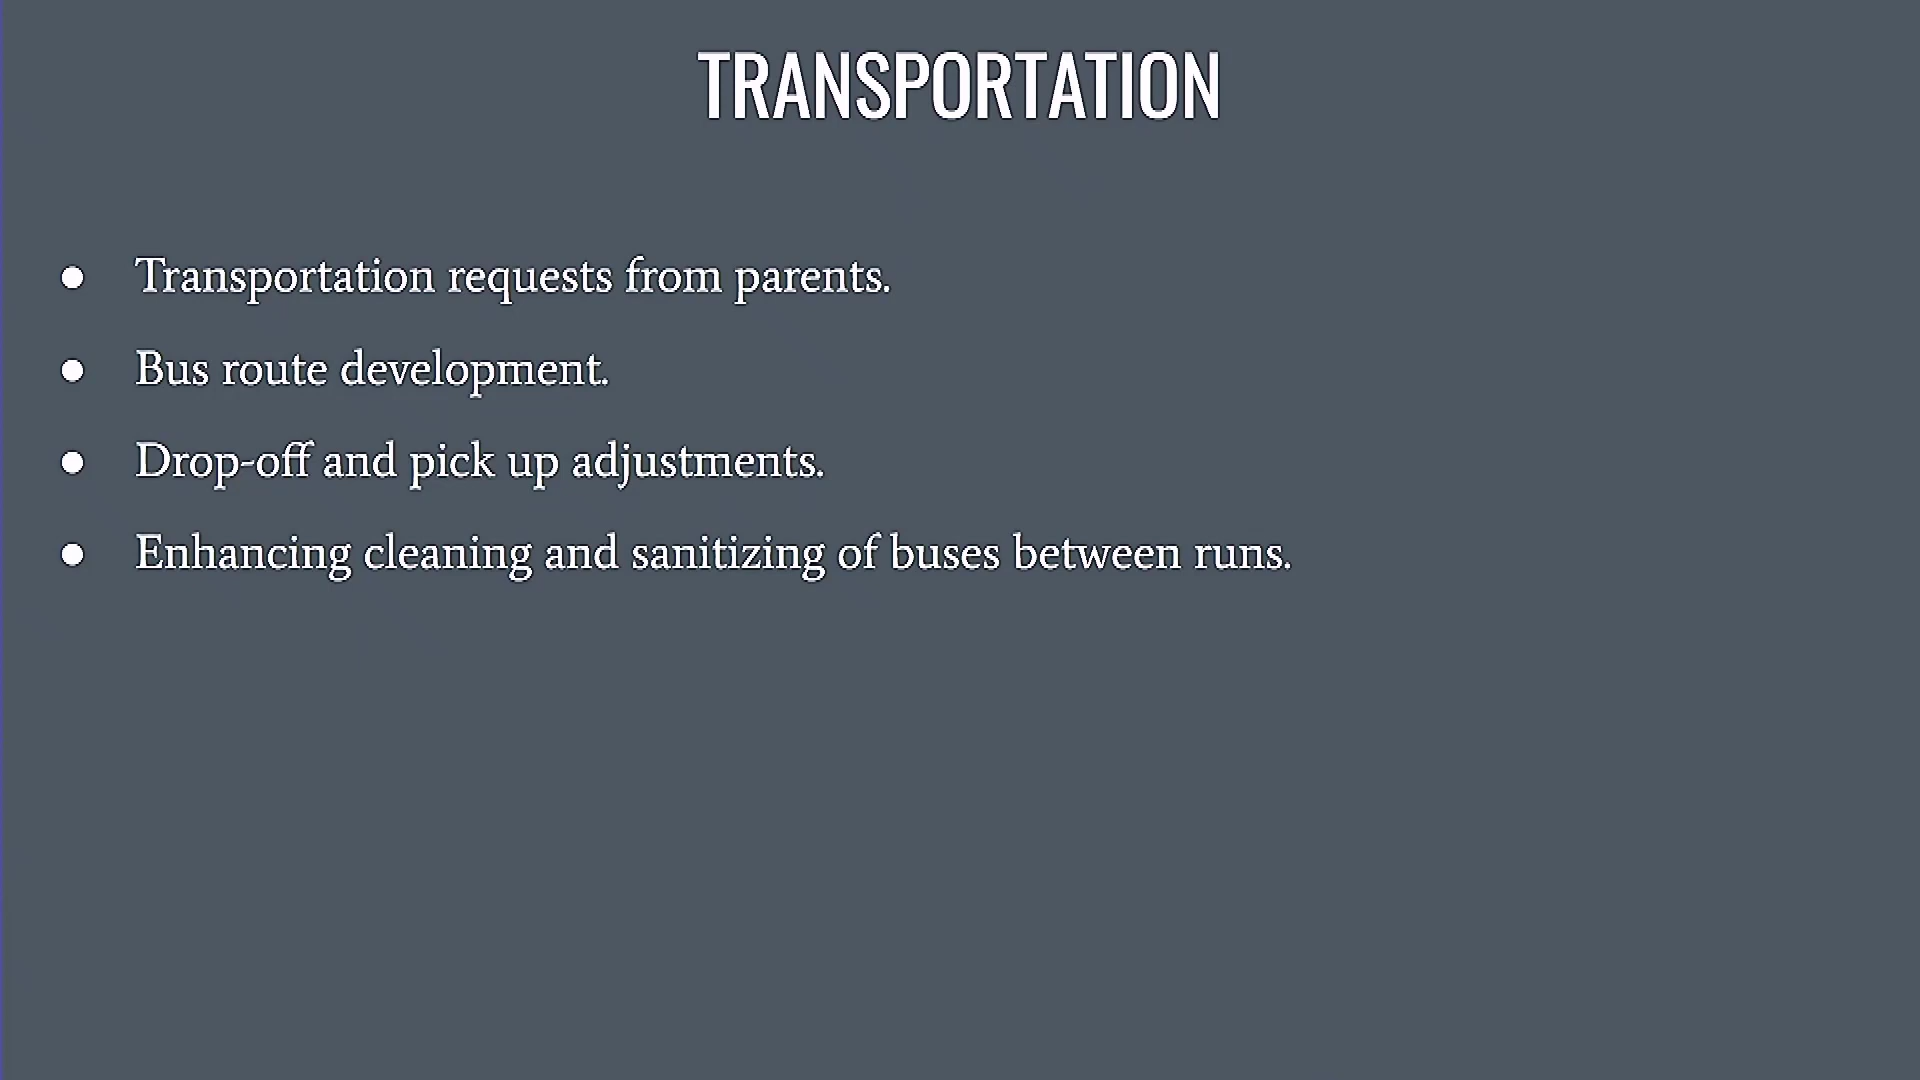 TRANSPORTATION
● Transportation requests from parents.
● Bus route development.
● Drop-off and pick up adjustments.
● Enhancing cleaning and sanitizing of buses between runs.